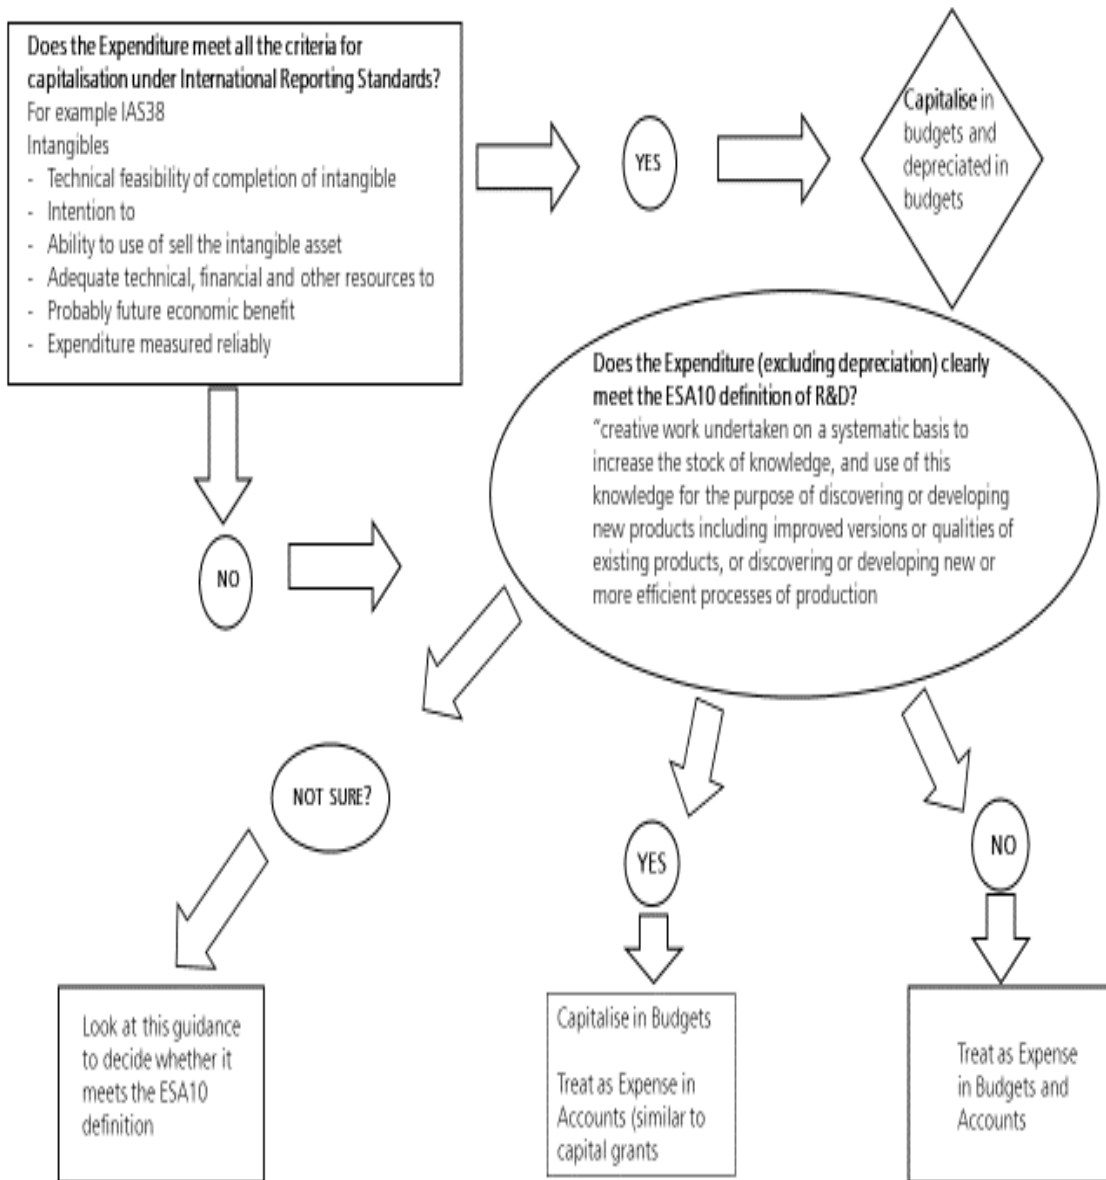 Does the Expenditure meet all the criteria for
capitalisation under International Reporting Standards?
For example IAS38
Intangibles
- Technical feasibility of completion of intangible
- Intention to
- Ability to use of sell the intangible asset
- Adequate technical, financial and other resources to
- Probably future economic benefit
- Expenditure measured reliably
YES
Capitalise in
budgets and
depreciated in
budgets
NO
Does the Expenditure (excluding depreciation) clearly
meet the ESA10 definition of R&D?
"creative work undertaken on a systematic basis to
increase the stock of knowledge, and use of this
knowledge for the purpose of discovering or developing
new products including improved versions or qualities of
existing products, or discovering or developing new or
more efficient processes of production
NOT SURE?
YES
NO
Look at this guidance
to decide whether it
meets the ESA10
definition
Capitalise in Budgets
Treat as Expense in
Accounts (similar to
capital grants
Treat as Expense
in Budgets and
Accounts